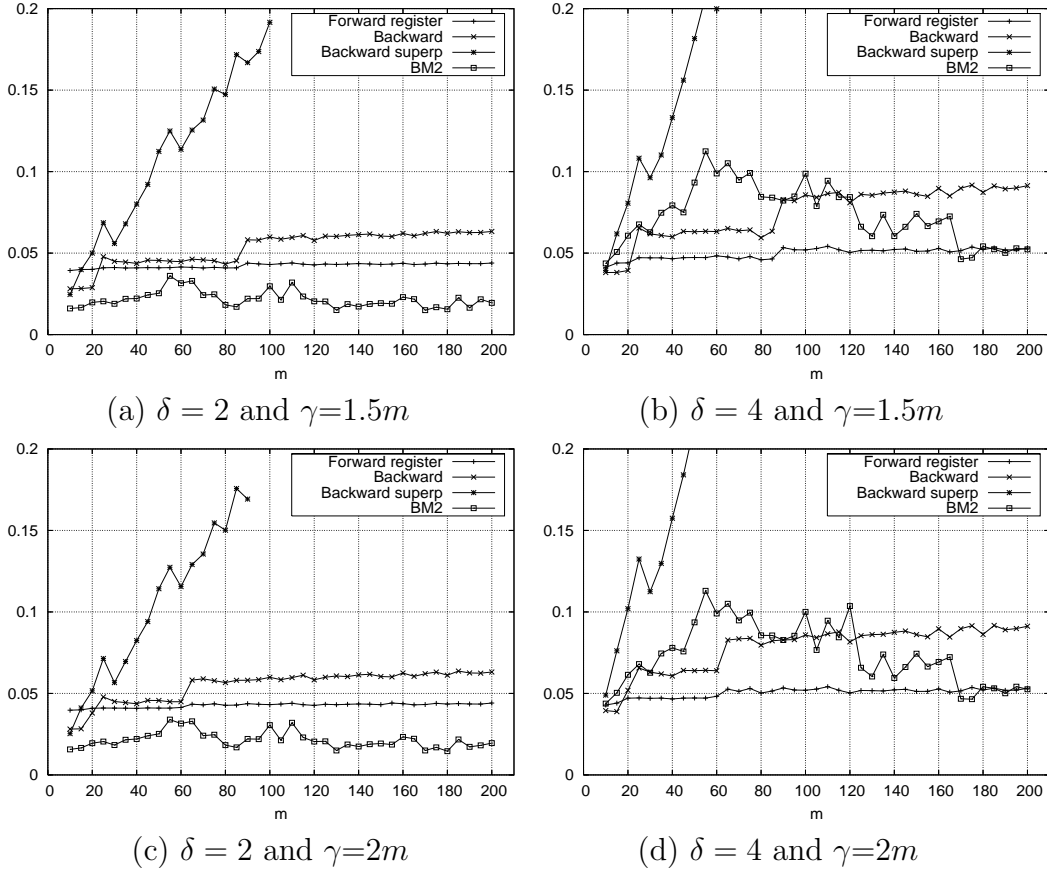 0.2
0.15
0.1
0.05
0
20 40 60 80 100 120 140 160 180 200
m
Forward register
Backward
Backward superp
BM2
(a) δ = 2 and γ=1.5m
0.2
0.15
0.1
0.05
0
20 40 60 80 100 120 140 160 180 200
m
Forward register
Backward
Backward superp
BM2
(b) δ = 4 and γ=1.5m
0.2
0.15
0.1
0.05
0
0 20 40 60 80 100 120 140 160 180 200
m
Forward register
Backward
Backward superp
BM2
(c) δ = 2 and γ=2m
0.2
0.15
0.1
0.05
0
0 20 40 60 80 100 120 140 160 180 200
m
Forward register
Backward
Backward superp
BM2
(d) δ = 4 and γ=2m